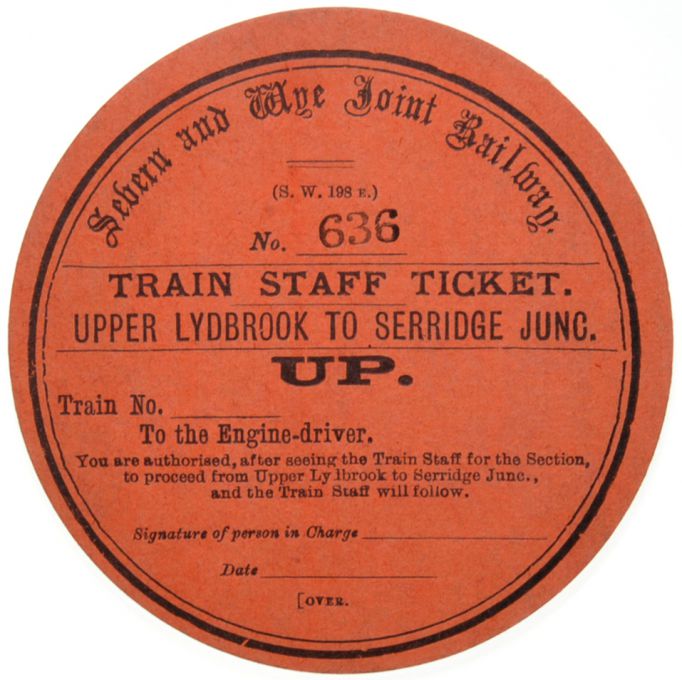 Severn and Wye Joint Railway.
(S. W. 198 E.)
No. 636
TRAIN STAFF TICKET.
UPPER LYDBROOK TO SERRIDGE JUNC.
UP.
Train No.
To the Engine-driver.
You are authorised, after seeing the Train Staff for the Section,
to proceed from Upper Lydbrook to Serridge Junc.,
and the Train Staff will follow.
Signature of person in Charge
Date
[OVER.